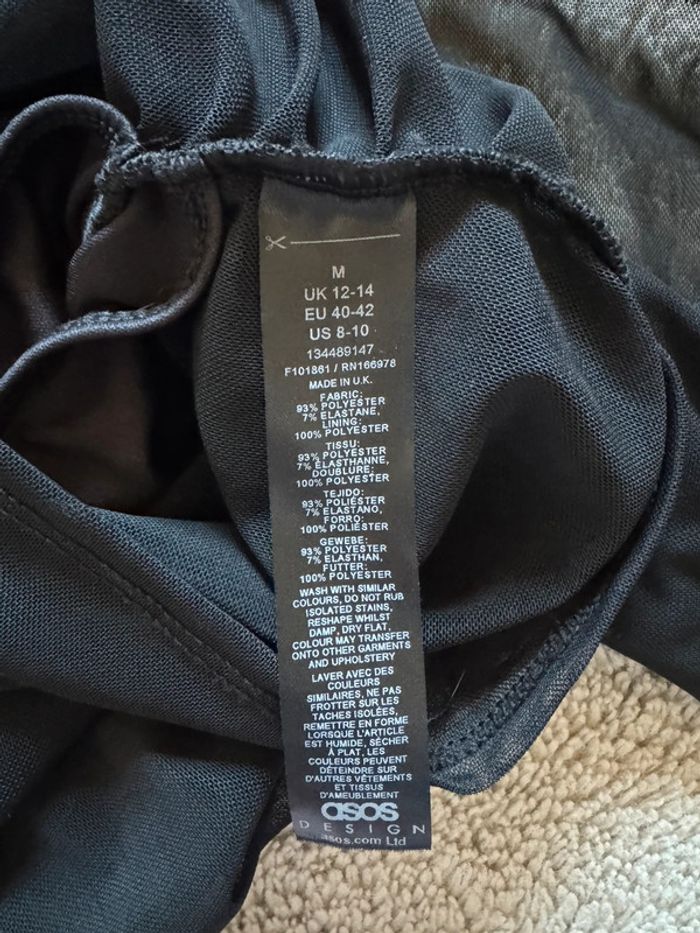 M
UK 12-14
EU 40-42
US 8-10
134489147
F101861 / RN166978
MADE IN U.K.
FABRIC:
93% POLYESTER
7% ELASTANE,
LINING:
100% POLYESTER
TISSU:
93% POLYESTER
7% ÉLASTHANNE,
DOUBLURE:
100% POLYESTER
TEJIDO:
93% POLIÉSTER
7% ELASTANO,
FORRO:
100% POLIÉSTER
GEWEBE:
93% POLYESTER
7% ELASTHAN,
FUTTER:
100% POLYESTER
WASH WITH SIMILAR
COLOURS, DO NOT RUB
ISOLATED STAINS,
RESHAPE WHILST
DAMP, DRY FLAT,
COLOUR MAY TRANSFER
ONTO OTHER GARMENTS
AND UPHOLSTERY
LAVER AVEC DES
COULEURS
SIMILAIRES, NE PAS
FROTTER SUR LES
TACHES ISOLÉES,
REMETTRE EN FORME
LORSQUE L'ARTICLE
EST HUMIDE, SÉCHER
À PLAT, LES
COULEURS PEUVENT
DÉTEINDRE SUR
D'AUTRES VÊTEMENTS
ET TISSUS
D'AMEUBLEMENT
asos
DESIGN
asos.com Ltd